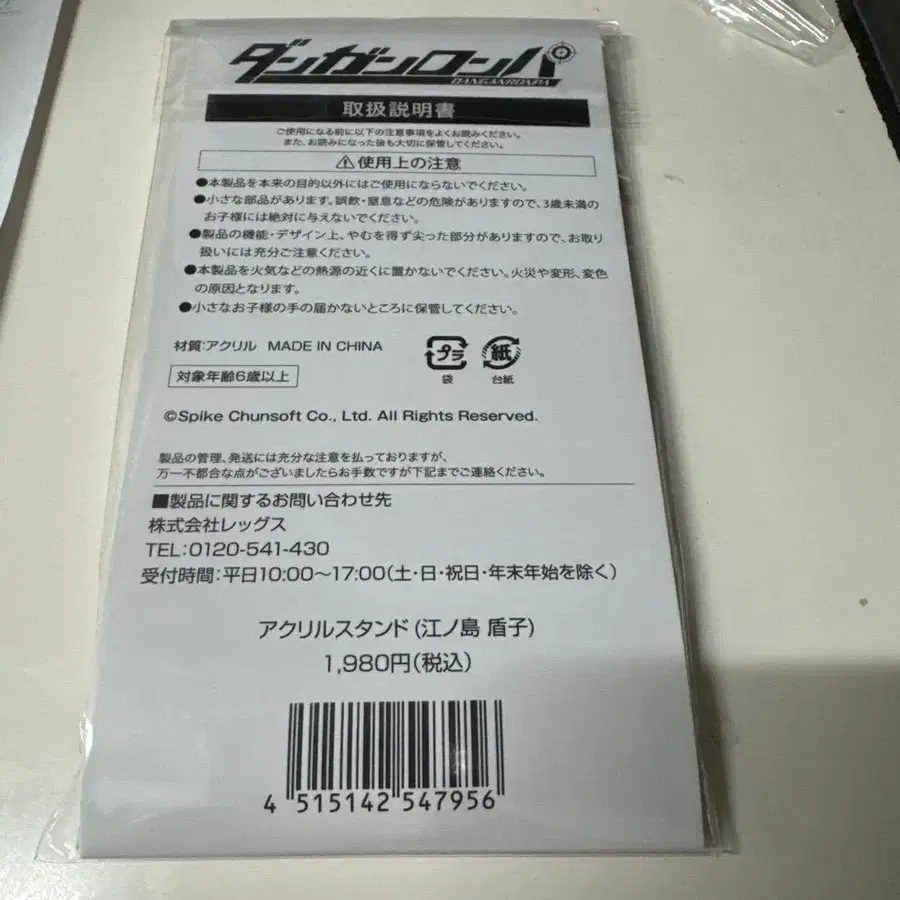 ダンガンロンパ
DANGANRONPA
取扱説明書
ご使用になる前に以下の注意事項をよくお読みください。
また、お読みになった後も大切に保管してください。
⚠使用上の注意
●本製品を本来の目的以外にはご使用にならないでください。
●小さな部品があります。誤飲・窒息などの危険がありますので、3歳未満の
お子様には絶対に与えないでください。
●製品の機能・デザイン上、やむを得ず尖った部分がありますので、お取り
扱いには充分ご注意ください。
●本製品を火気などの熱源の近くに置かないでください。火災や変形、変色
の原因となります。
●小さなお子様の手の届かないところに保管してください。
材質:アクリル MADE IN CHINA
プラ 紙
袋 台紙
対象年齢6歳以上
©Spike Chunsoft Co., Ltd. All Rights Reserved.
製品の管理、発送には充分な注意を払っておりますが、
万一不都合な点がございましたらお手数ですが下記までご連絡ください。
■製品に関するお問い合わせ先
株式会社レッグス
TEL:0120-541-430
受付時間:平日10:00～17:00(土・日・祝日・年末年始を除く)
アクリルスタンド(江ノ島 盾子)
1,980円(税込)
4 515142 547956